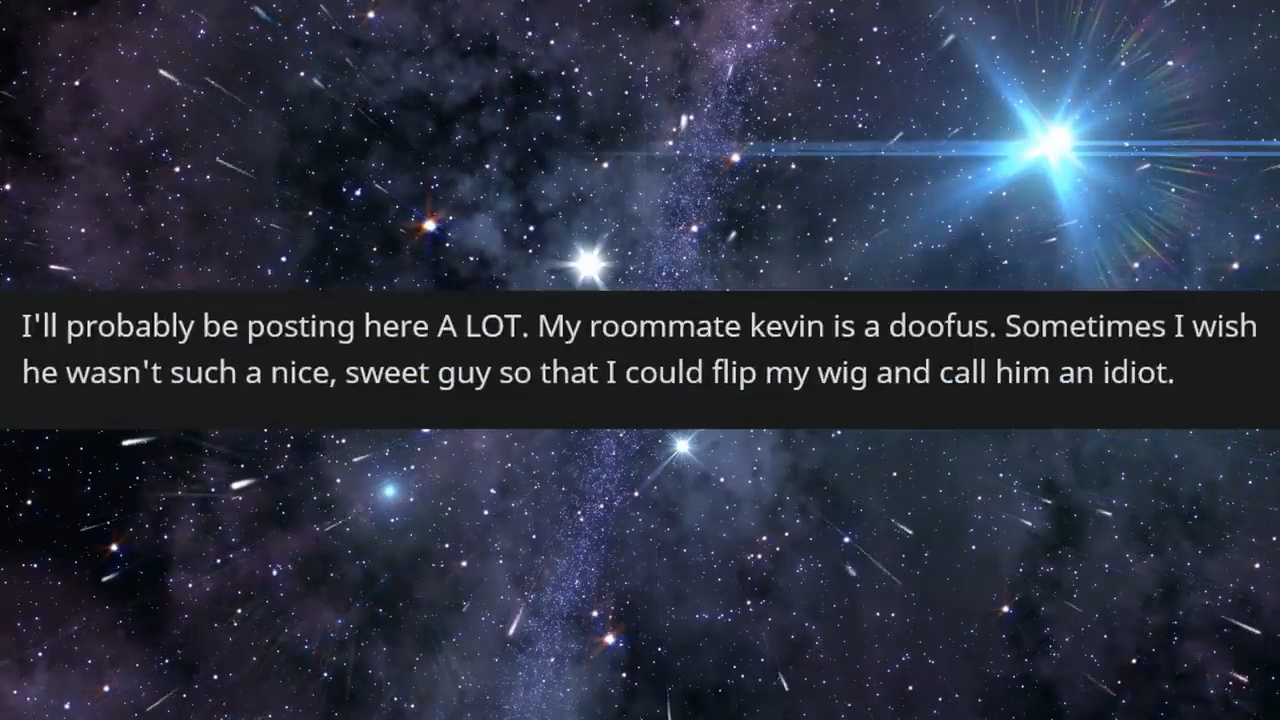 I'll probably be posting here A LOT. My roommate kevin is a doofus. Sometimes I wish
he wasn't such a nice, sweet guy so that I could flip my wig and call him an idiot.